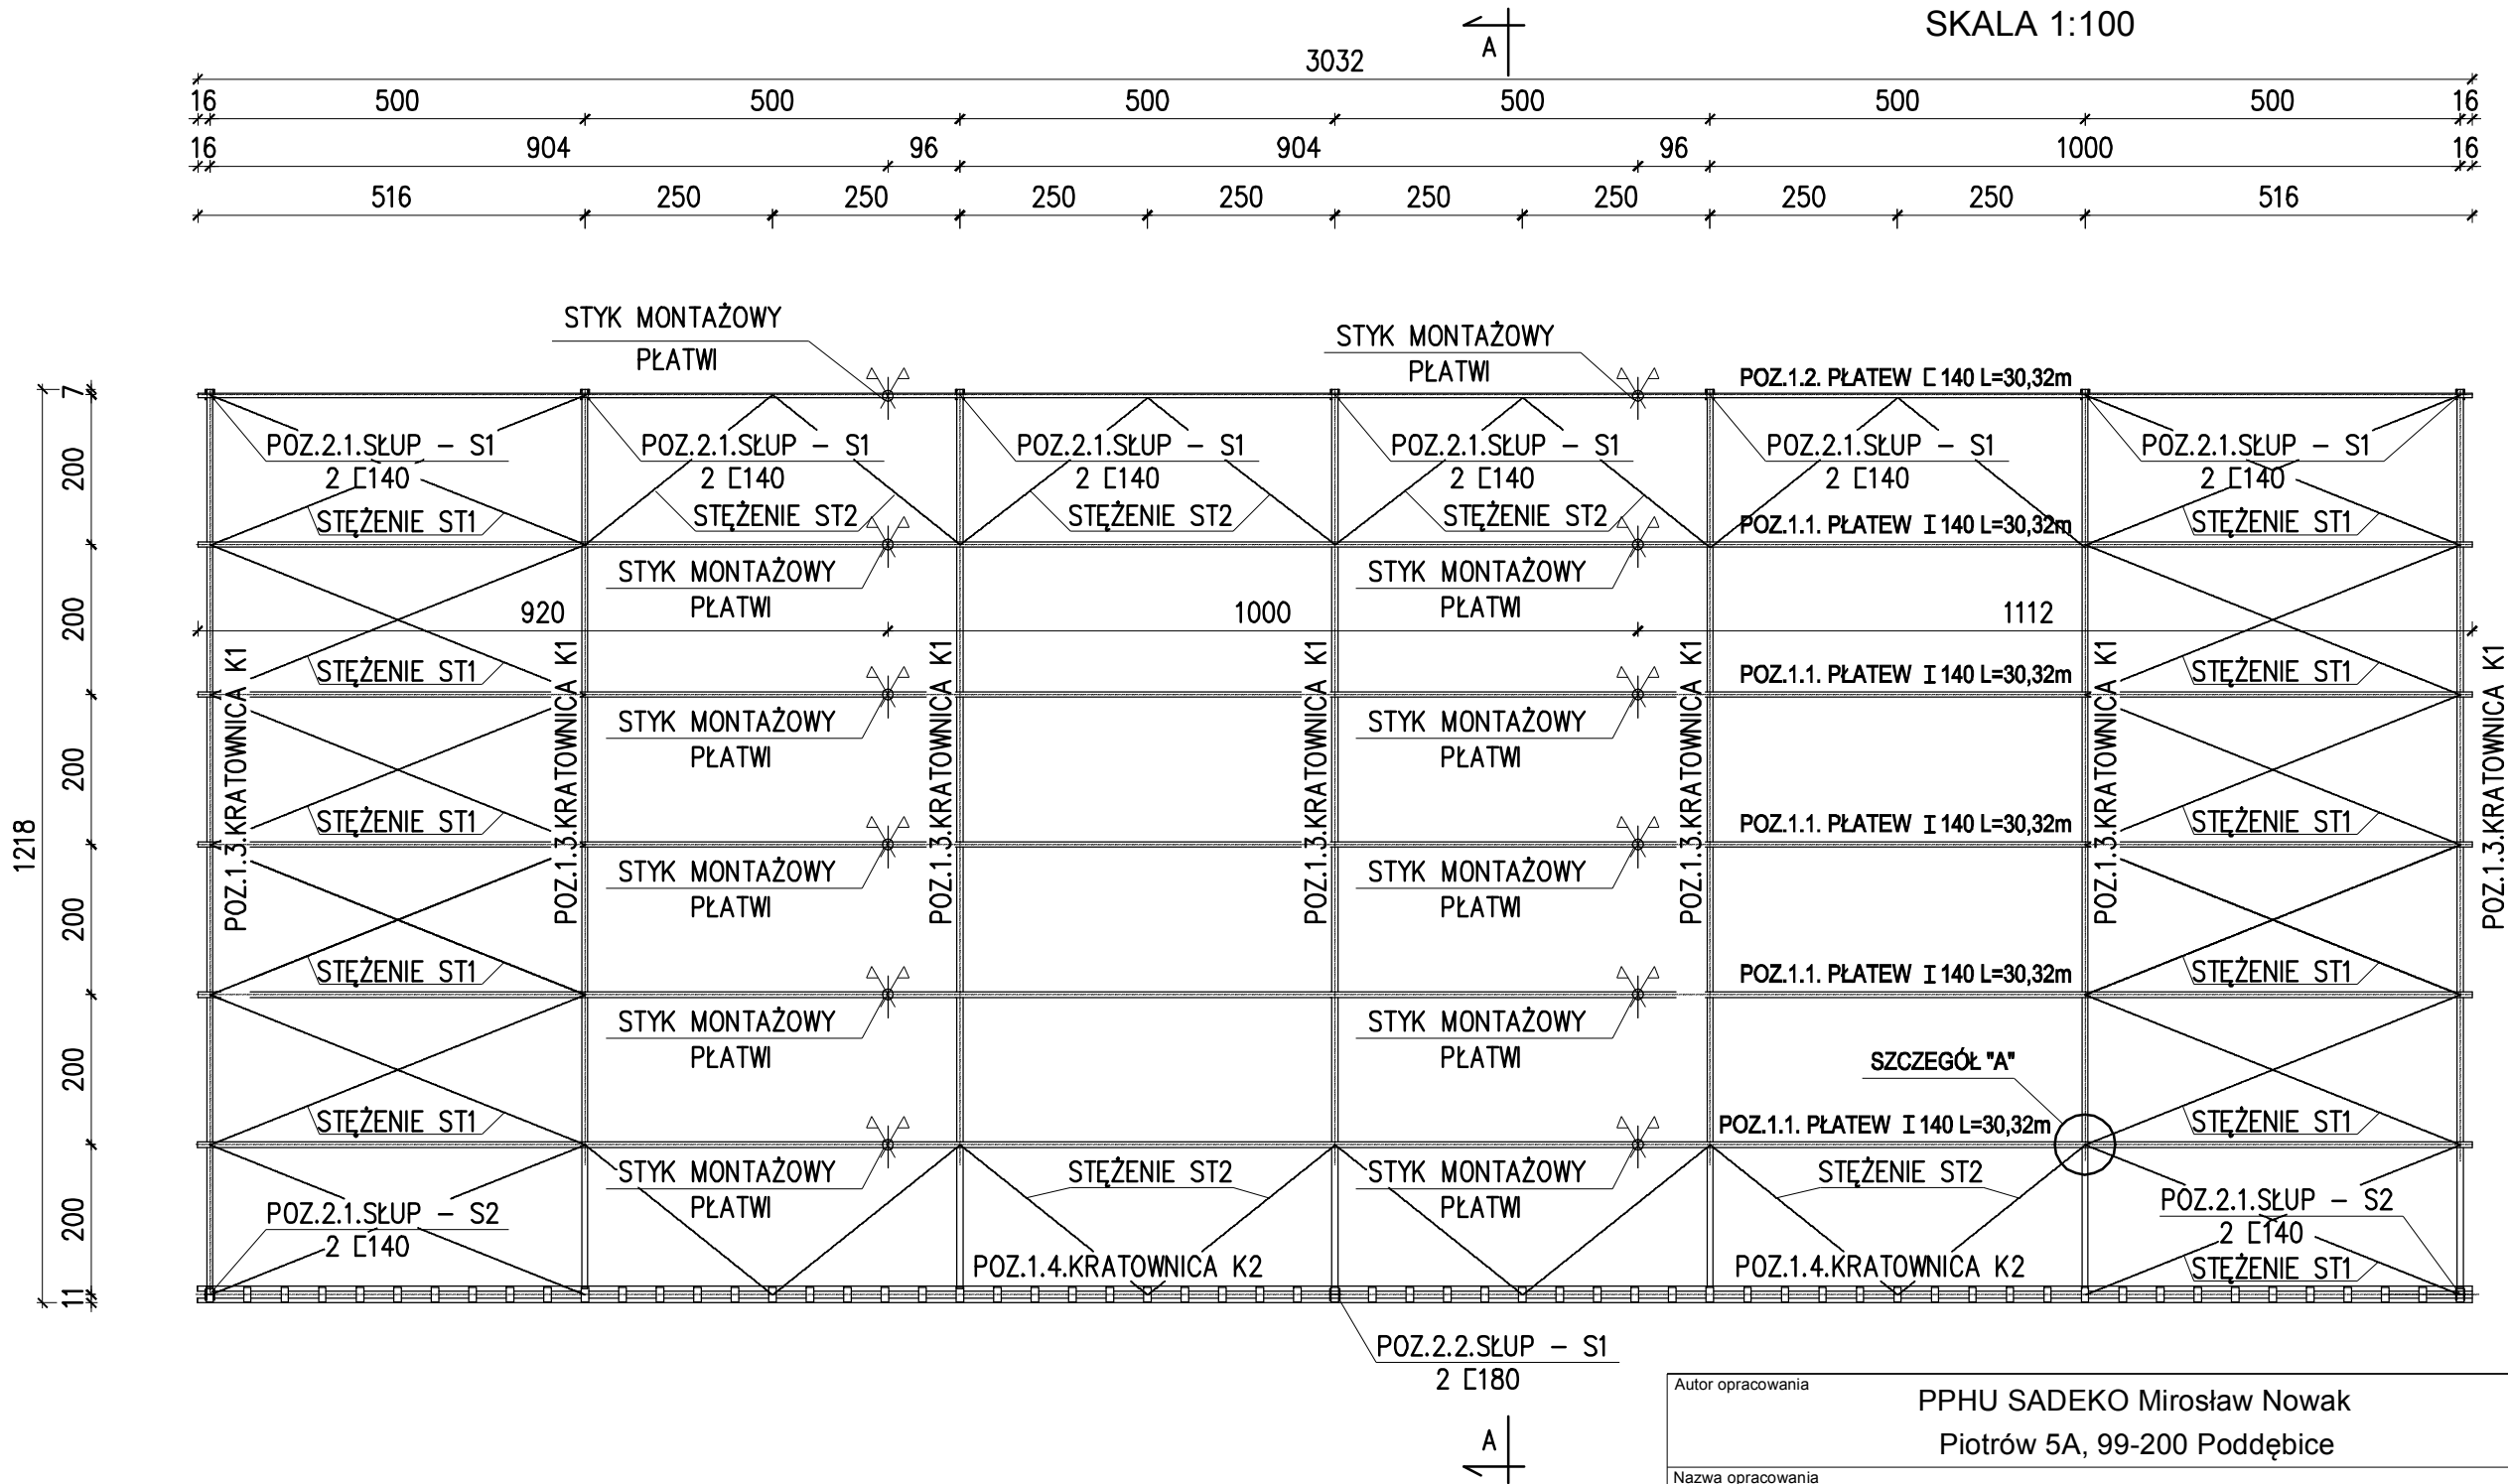 SKALA 1:100
A
3032
16 500 500 500 500 500 500 16
16 904 96 904 96 1000 16
516 250 250 250 250 250 250 250 250 516
STYK MONTAŻOWY
PŁATWI
STYK MONTAŻOWY
PŁATWI
POZ.1.2. PŁATEW [ 140 L=30,32m
7
POZ.2.1.SŁUP – S1
2 [140
POZ.2.1.SŁUP – S1
2 [140
POZ.2.1.SŁUP – S1
2 [140
POZ.2.1.SŁUP – S1
2 [140
POZ.2.1.SŁUP – S1
2 [140
POZ.2.1.SŁUP – S1
2 [140
200
STĘŻENIE ST1
STĘŻENIE ST2
STĘŻENIE ST2
STĘŻENIE ST2
POZ.1.1. PŁATEW I 140 L=30,32m
STĘŻENIE ST1
STYK MONTAŻOWY
PŁATWI
STYK MONTAŻOWY
PŁATWI
200
920 1000 1112
STĘŻENIE ST1
POZ.1.1. PŁATEW I 140 L=30,32m
STĘŻENIE ST1
POZ.1.3.KRATOWNICA K1
POZ.1.3.KRATOWNICA K1
POZ.1.3.KRATOWNICA K1
POZ.1.3.KRATOWNICA K1
POZ.1.3.KRATOWNICA K1
POZ.1.3.KRATOWNICA K1
POZ.1.3.KRATOWNICA K1
STYK MONTAŻOWY
PŁATWI
STYK MONTAŻOWY
PŁATWI
200
1218
STĘŻENIE ST1
POZ.1.1. PŁATEW I 140 L=30,32m
STĘŻENIE ST1
STYK MONTAŻOWY
PŁATWI
STYK MONTAŻOWY
PŁATWI
200
STĘŻENIE ST1
POZ.1.1. PŁATEW I 140 L=30,32m
STĘŻENIE ST1
STYK MONTAŻOWY
PŁATWI
STYK MONTAŻOWY
PŁATWI
200
SZCZEGÓŁ "A"
STĘŻENIE ST1
POZ.1.1. PŁATEW I 140 L=30,32m
STĘŻENIE ST1
STYK MONTAŻOWY
PŁATWI
STĘŻENIE ST2
STYK MONTAŻOWY
PŁATWI
STĘŻENIE ST2
200
POZ.2.1.SŁUP – S2
2 [140
POZ.2.1.SŁUP – S2
2 [140
STĘŻENIE ST1
POZ.1.4.KRATOWNICA K2
POZ.1.4.KRATOWNICA K2
11
POZ.2.2.SŁUP – S1
2 [180
A
Autor opracowania
PPHU SADEKO Mirosław Nowak
Piotrów 5A, 99-200 Poddębice
Nazwa opracowania